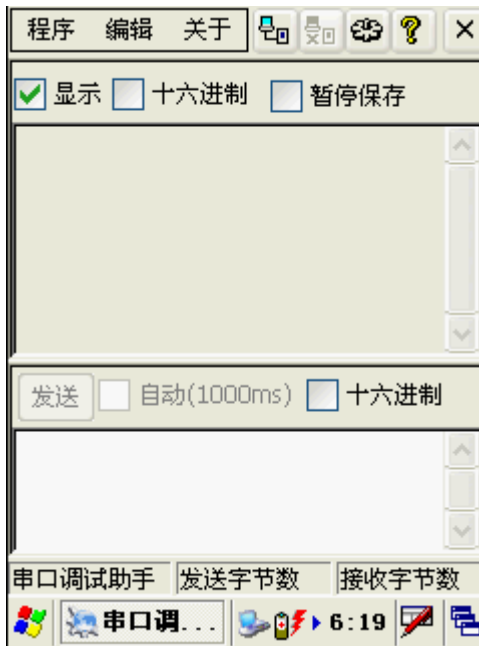 程序 编辑 关于
显示 十六进制 暂停保存
发送 自动(1000ms) 十六进制
串口调试助手 发送字节数 接收字节数
串口调... 6:19